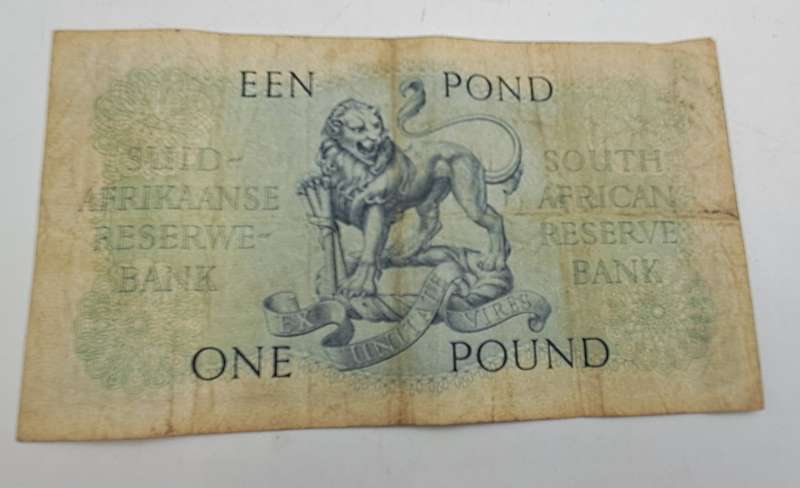 EEN POND
SUID-
AFRIKAANSE
RESERWE-
BANK
SOUTH
AFRICAN
RESERVE
BANK
EX UNITATE VIRES
ONE POUND